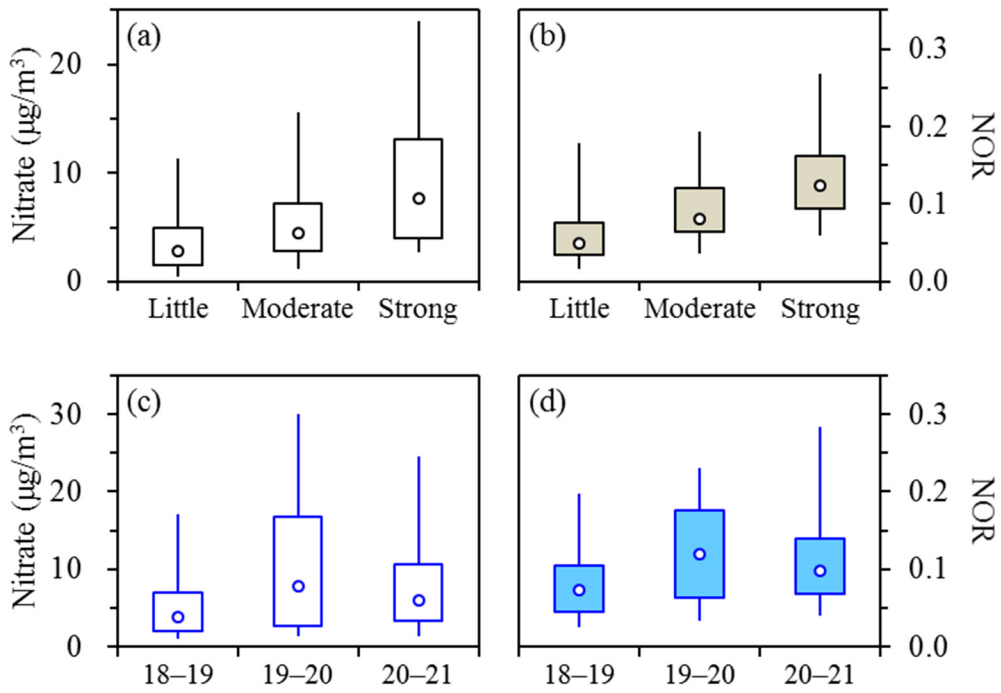 (a)
(b)
Nitrate (μg/m³)
20
10
0
Little Moderate Strong
Little Moderate Strong
0.3
0.2
0.1
0.0
NOR
(c)
(d)
Nitrate (μg/m³)
30
20
10
0
18–19 19–20 20–21
18–19 19–20 20–21
0.3
0.2
0.1
0.0
NOR